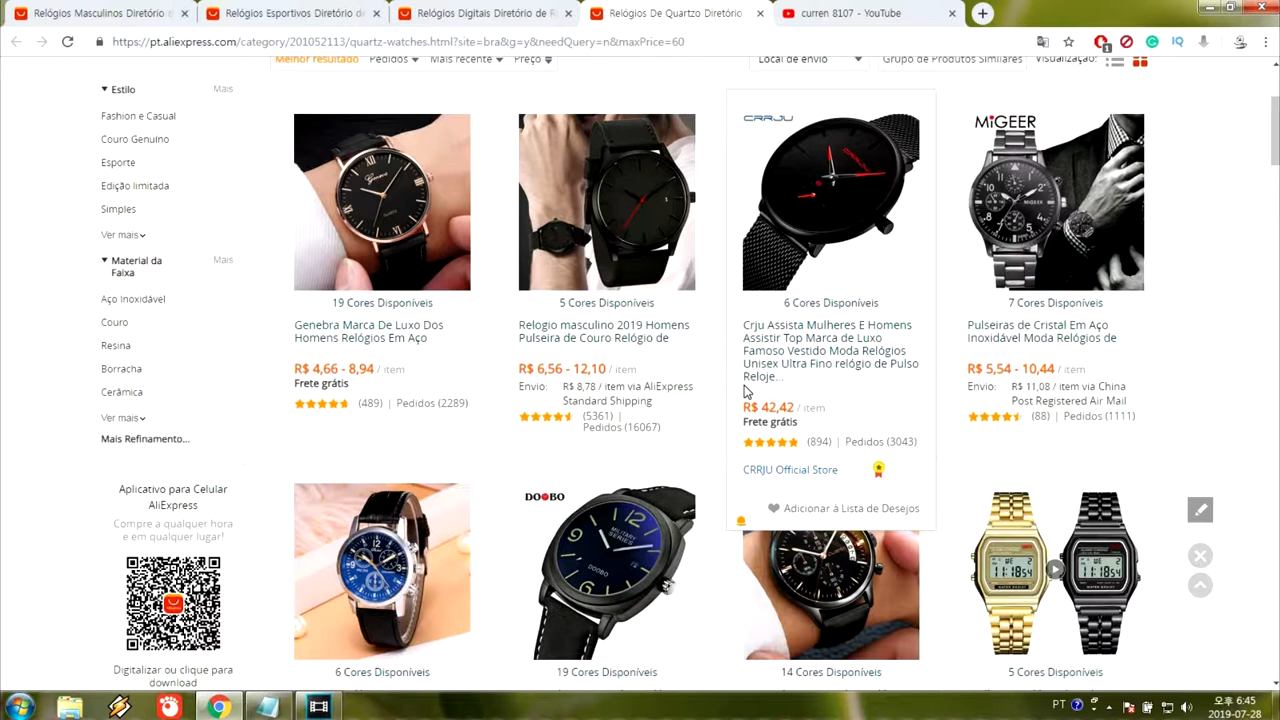 Relógios Masculinos Diretório d
Relógios Esportivos Diretório de
Relógios Digitais Diretório de R
Relógios De Quartzo Diretório
curren 8107 - YouTube
https://pt.aliexpress.com/category/201052113/quartz-watches.html?site=bra&g=y&needQuery=n&maxPrice=60
Melhor resultado
Pedidos
Mais recente
Preço
Local de envio
Grupo de Produtos Similares
Visualização:
Estilo
Mais
Fashion e Casual
Couro Genuíno
Esporte
Edição limitada
Simples
Ver mais
Material da
Faixa
Mais
Aço Inoxidável
Couro
Resina
Borracha
Cerâmica
Ver mais
Mais Refinamento...
Aplicativo para Celular
AliExpress
Compre a qualquer hora
e em qualquer lugar!
Digitalizar ou clique para
download
Geneva
19 Cores Disponíveis
Genebra Marca De Luxo Dos
Homens Relógios Em Aço
R$ 4,66 - 8,94 / item
Frete grátis
(489) | Pedidos (2289)
5 Cores Disponíveis
Relogio masculino 2019 Homens
Pulseira de Couro Relógio de
R$ 6,56 - 12,10 / item
Envio: R$ 8,78 / item via AliExpress
Standard Shipping
(5361) |
Pedidos (16067)
CRRJU
CRRJU
6 Cores Disponíveis
Crju Assista Mulheres E Homens
Assistir Top Marca de Luxo
Famoso Vestido Moda Relógios
Unisex Ultra Fino relógio de Pulso
Reloje...
R$ 42,42 / item
Frete grátis
(894) | Pedidos (3043)
CRRJU Official Store
Adicionar à Lista de Desejos
MiGEER
MIGEER
7 Cores Disponíveis
Pulseiras de Cristal Em Aço
Inoxidável Moda Relógios de
R$ 5,54 - 10,44 / item
Envio: R$ 11,08 / item via China
Post Registered Air Mail
(88) | Pedidos (1111)
6 Cores Disponíveis
DOOBO
MILITARY
SERIES
DOOBO
19 Cores Disponíveis
14 Cores Disponíveis
5 Cores Disponíveis
PT
오후 6:45
2019-07-28